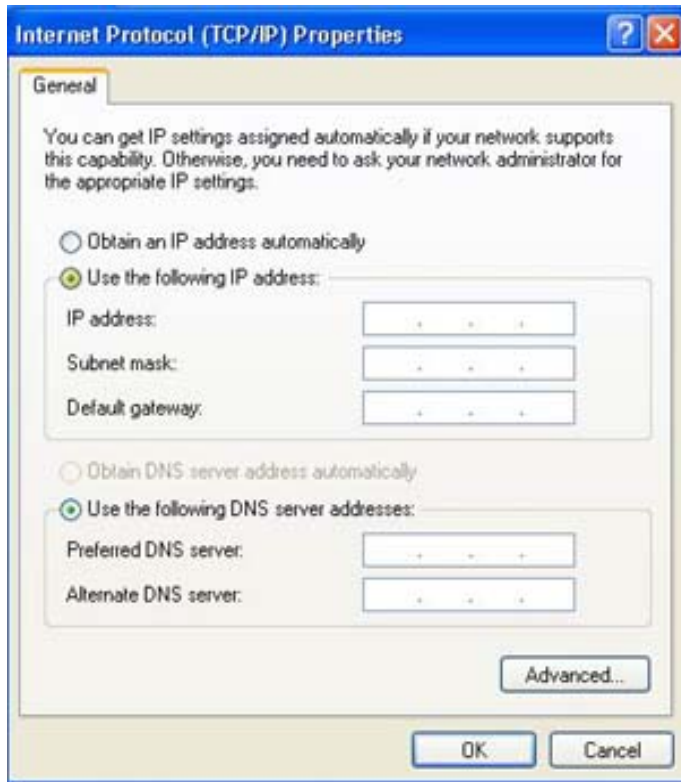 Internet Protocol (TCP/IP) Properties
General
You can get IP settings assigned automatically if your network supports
this capability. Otherwise, you need to ask your network administrator for
the appropriate IP settings.
Obtain an IP address automatically
Use the following IP address:
IP address:
Subnet mask:
Default gateway:
Obtain DNS server address automatically
Use the following DNS server addresses:
Preferred DNS server:
Alternate DNS server:
Advanced...
OK
Cancel